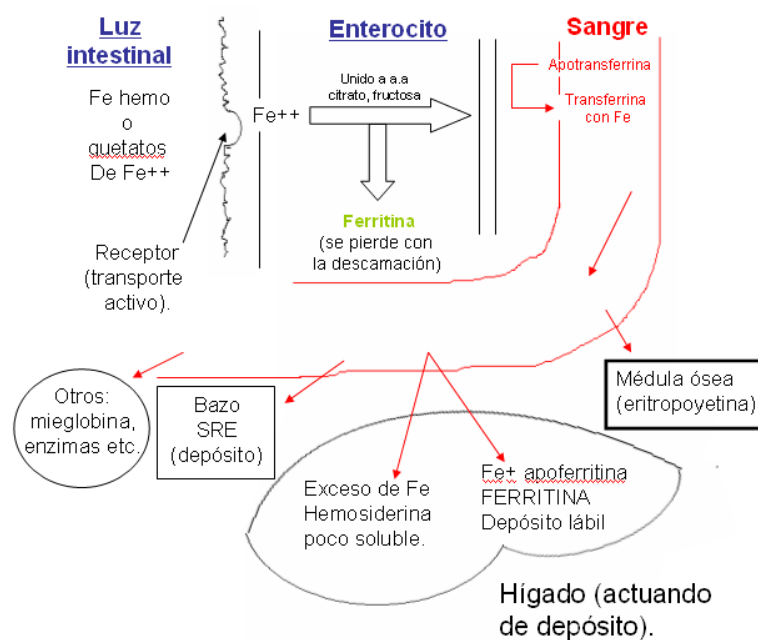 Luz
intestinal
Fe hemo
o
quetatos
De Fe++
Receptor
(transporte
activo).
Enterocito
Fe++
Unido a a.a
citrato, fructosa
Ferritina
(se pierde con
la descamación)
Sangre
Apotransferrina
Transferrina
con Fe
Otros:
mieglobina,
enzimas etc.
Bazo
SRE
(depósito)
Médula ósea
(eritropoyetina)
Exceso de Fe
Hemosiderina
poco soluble.
Fe+ apoferritina
FERRITINA
Depósito lábil
Hígado (actuando
de depósito).